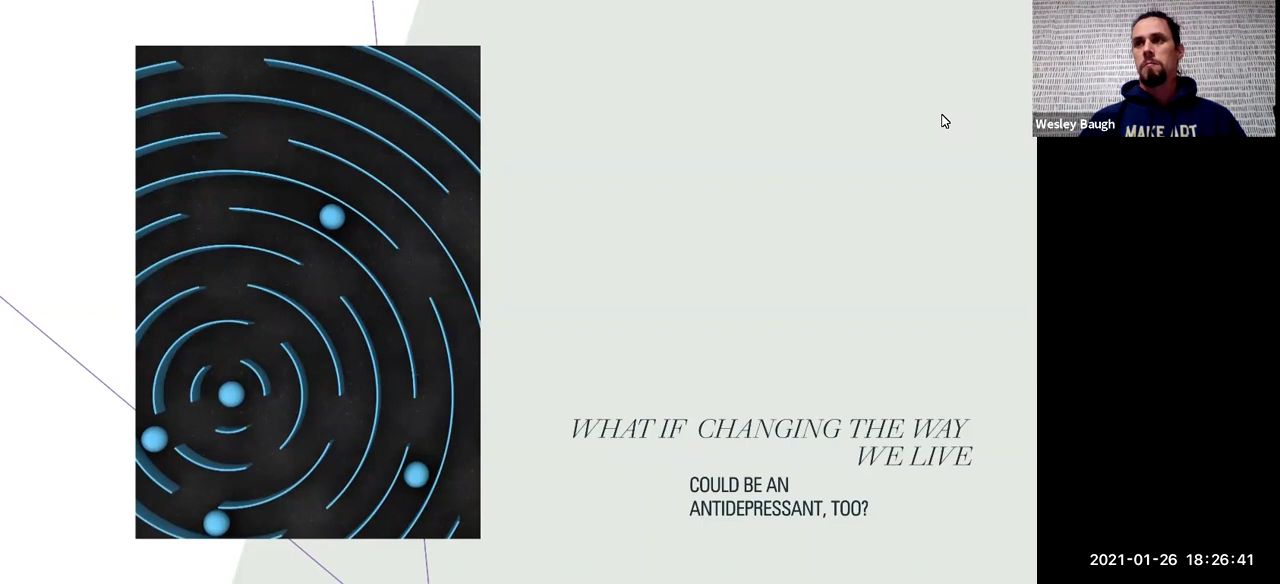 Wesley Baugh
MAKE ART
WHAT IF CHANGING THE WAY
WE LIVE
COULD BE AN
ANTIDEPRESSANT, TOO?
2021-01-26 18:26:41